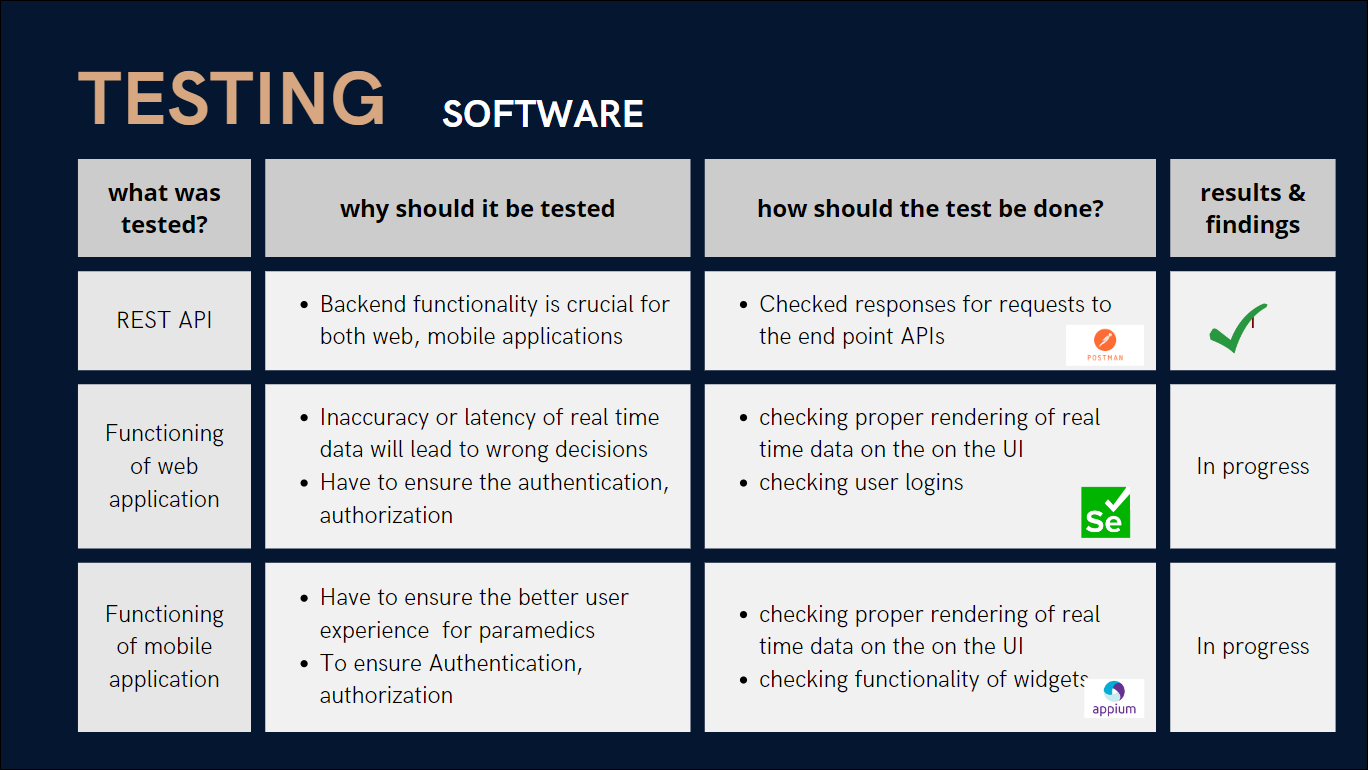 TESTING SOFTWARE
what was
tested?
why should it be tested
how should the test be done?
results &
findings
REST API
• Backend functionality is crucial for
both web, mobile applications
• Checked responses for requests to
the end point APIs
POSTMAN
Functioning
of web
application
• Inaccuracy or latency of real time
data will lead to wrong decisions
• Have to ensure the authentication,
authorization
• checking proper rendering of real
time data on the on the UI
• checking user logins
Se
In progress
Functioning
of mobile
application
• Have to ensure the better user
experience for paramedics
• To ensure Authentication,
authorization
• checking proper rendering of real
time data on the on the UI
• checking functionality of widgets
appium
In progress